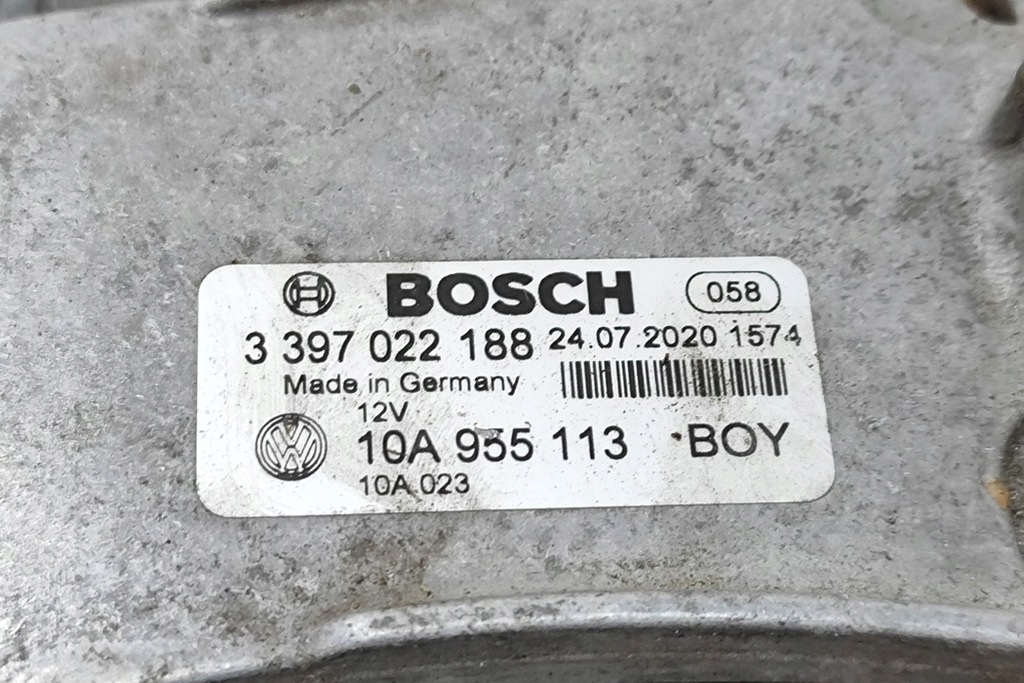 BOSCH 058
3 397 022 188 24.07.2020 1574
Made in Germany
12V
10A 955 113 BOY
10A.023